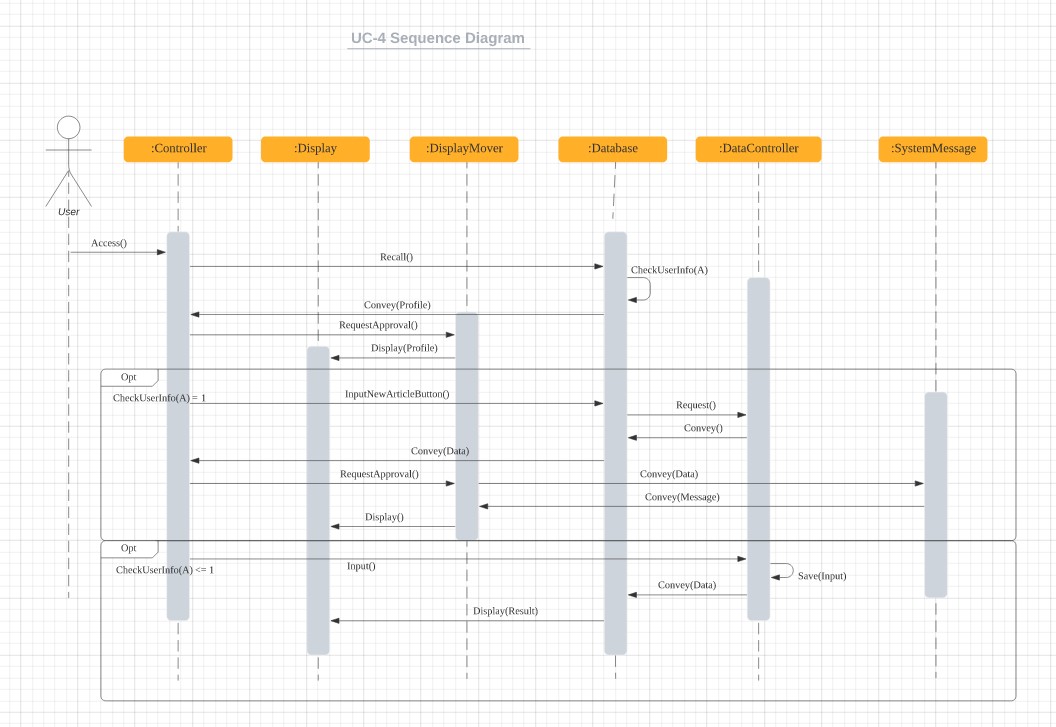 UC-4 Sequence Diagram
:Controller
:Display
:DisplayMover
:Database
:DataController
:SystemMessage
User
Access()
Recall()
CheckUserInfo(A)
Convey(Profile)
RequestApproval()
Display(Profile)
Opt
CheckUserInfo(A) = 1
InputNewArticleButton()
Request()
Convey()
Convey(Data)
RequestApproval()
Convey(Data)
Convey(Message)
Display()
Opt
Input()
CheckUserInfo(A) <= 1
Save(Input)
Convey(Data)
Display(Result)